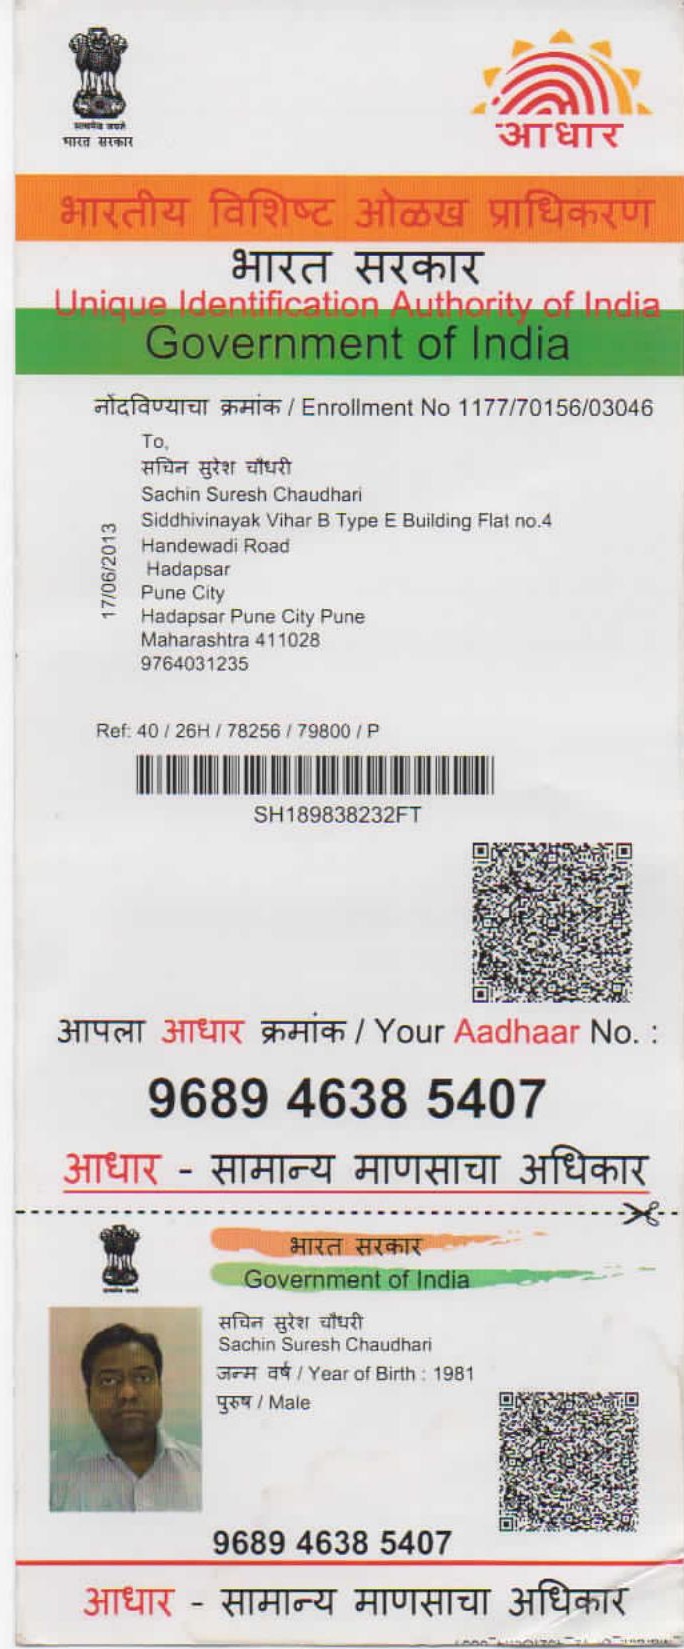 सत्यमेव जयते
भारत सरकार
आधार
भारतीय विशिष्ट ओळख प्राधिकरण
भारत सरकार
Unique Identification Authority of India
Government of India
नोंदविण्याचा क्रमांक / Enrollment No 1177/70156/03046
To,
सचिन सुरेश चौधरी
Sachin Suresh Chaudhari
Siddhivinayak Vihar B Type E Building Flat no.4
Handewadi Road
Hadapsar
Pune City
Hadapsar Pune City Pune
Maharashtra 411028
9764031235
17/06/2013
Ref: 40 / 26H / 78256 / 79800 / P
SH189838232FT
आपला आधार क्रमांक / Your Aadhaar No. :
9689 4638 5407
आधार - सामान्य माणसाचा अधिकार
भारत सरकार
Government of India
सचिन सुरेश चौधरी
Sachin Suresh Chaudhari
जन्म वर्ष / Year of Birth : 1981
पुरुष / Male
9689 4638 5407
आधार - सामान्य माणसाचा अधिकार